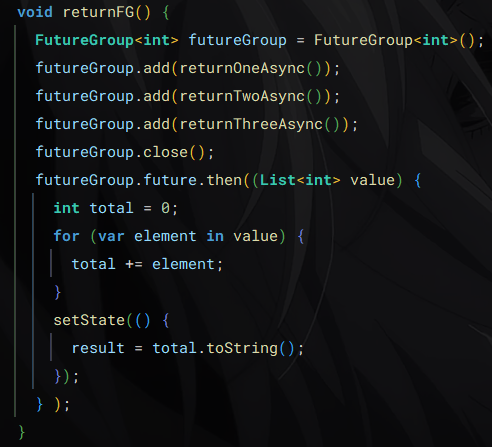 void returnFG() {
FutureGroup<int> futureGroup = FutureGroup<int>();
futureGroup.add(returnOneAsync());
futureGroup.add(returnTwoAsync());
futureGroup.add(returnThreeAsync());
futureGroup.close();
futureGroup.future.then((List<int> value) {
int total = 0;
for (var element in value) {
total += element;
}
setState(() {
result = total.toString();
});
} );
}